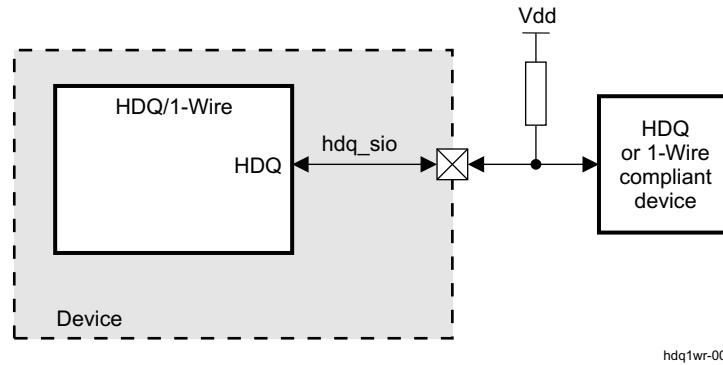 Vdd
HDQ/1-Wire
hdq_sio
HDQ
HDQ
or 1-Wire
compliant
device
Device
hdq1wr-00